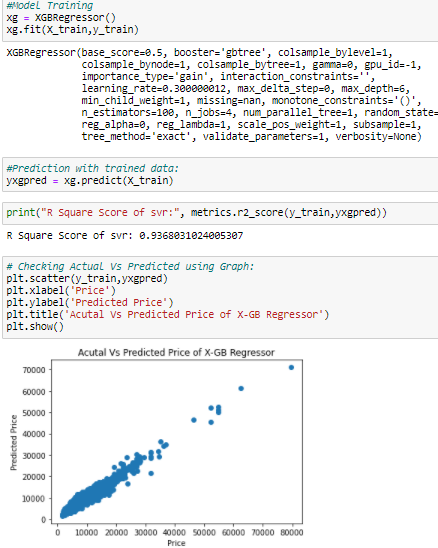 #Model Training
xg = XGBRegressor()
xg.fit(X_train,y_train)
XGBRegressor(base_score=0.5, booster='gbtree', colsample_bylevel=1,
colsample_bynode=1, colsample_bytree=1, gamma=0, gpu_id=-1,
importance_type='gain', interaction_constraints='',
learning_rate=0.300000012, max_delta_step=0, max_depth=6,
min_child_weight=1, missing=nan, monotone_constraints='()',
n_estimators=100, n_jobs=4, num_parallel_tree=1, random_state=
reg_alpha=0, reg_lambda=1, scale_pos_weight=1, subsample=1,
tree_method='exact', validate_parameters=1, verbosity=None)
#Prediction with trained data:
yxgpred = xg.predict(X_train)
print("R Square Score of svr:", metrics.r2_score(y_train,yxgpred))
R Square Score of svr: 0.9368031024005307
# Checking Actual Vs Predicted using Graph:
plt.scatter(y_train,yxgpred)
plt.xlabel('Price')
plt.ylabel('Predicted Price')
plt.title('Acutal Vs Predicted Price of X-GB Regressor')
plt.show()
Acutal Vs Predicted Price of X-GB Regressor
70000
60000
50000
40000
30000
20000
10000
0
Predicted Price
0 10000 20000 30000 40000 50000 60000 70000 80000
Price